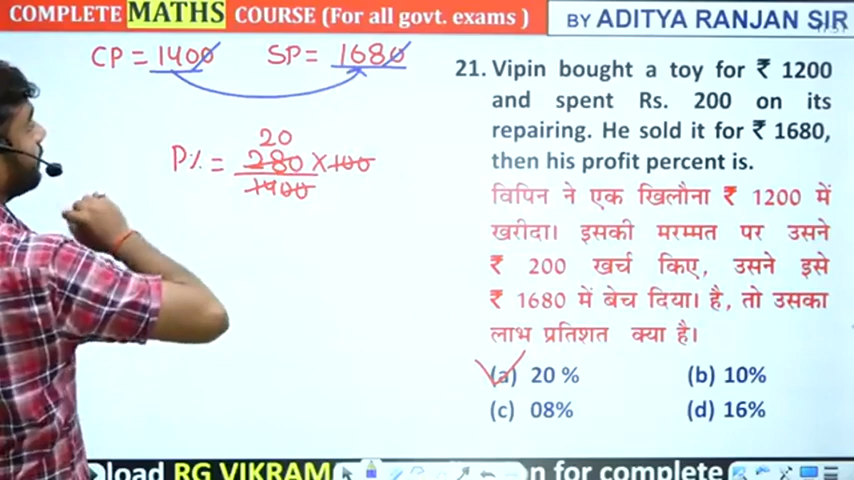 COMPLETE MATHS COURSE (For all govt. exams )
BY ADITYA RANJAN SIR
CP = 1400 SP = 1680
P% = 280 × 100
1400
20
21. Vipin bought a toy for ₹ 1200
and spent Rs. 200 on its
repairing. He sold it for ₹ 1680,
then his profit percent is.
विपिन ने एक खिलौना ₹ 1200 में
खरीदा। इसकी मरम्मत पर उसने
₹ 200 खर्च किए, उसने इसे
₹ 1680 में बेच दिया। है, तो उसका
लाभ प्रतिशत क्या है।
(a) 20 % (b) 10%
(c) 08% (d) 16%
load RG VIKRAM
on for complete